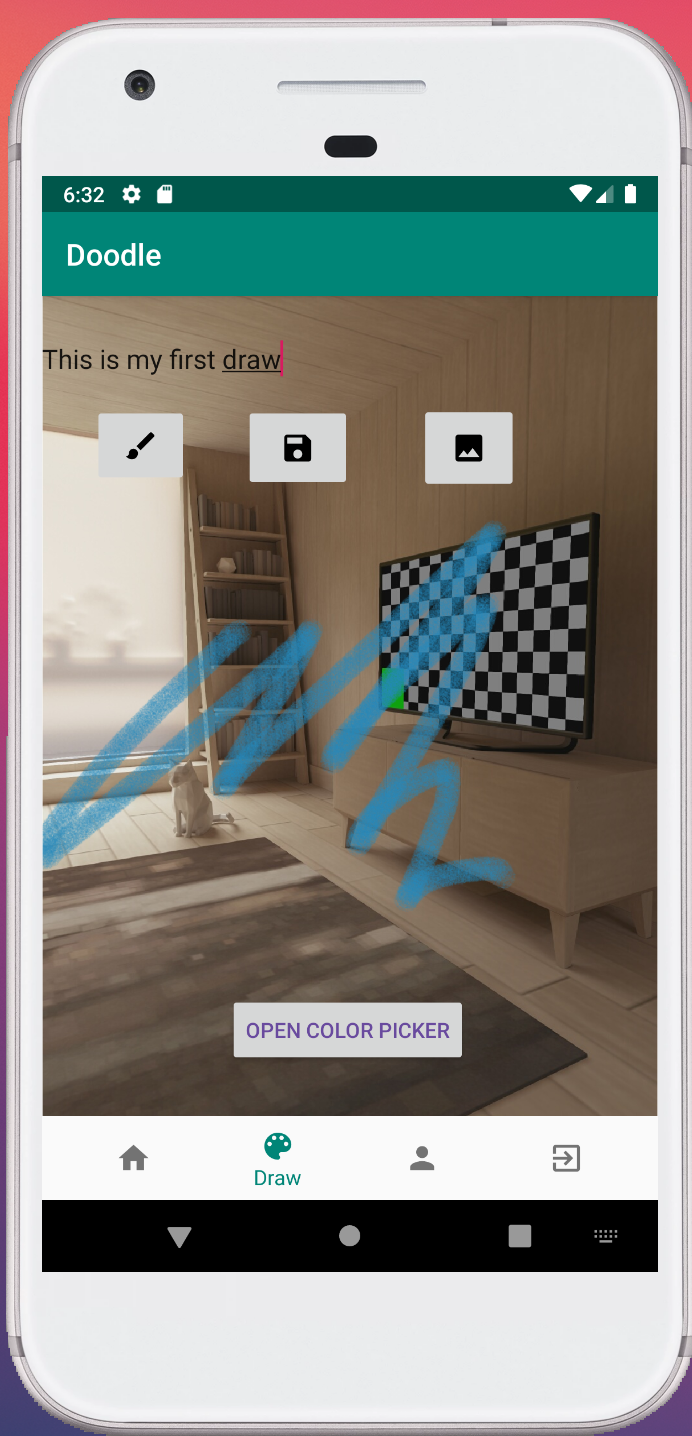 6:32
Doodle
This is my first draw
OPEN COLOR PICKER
Draw